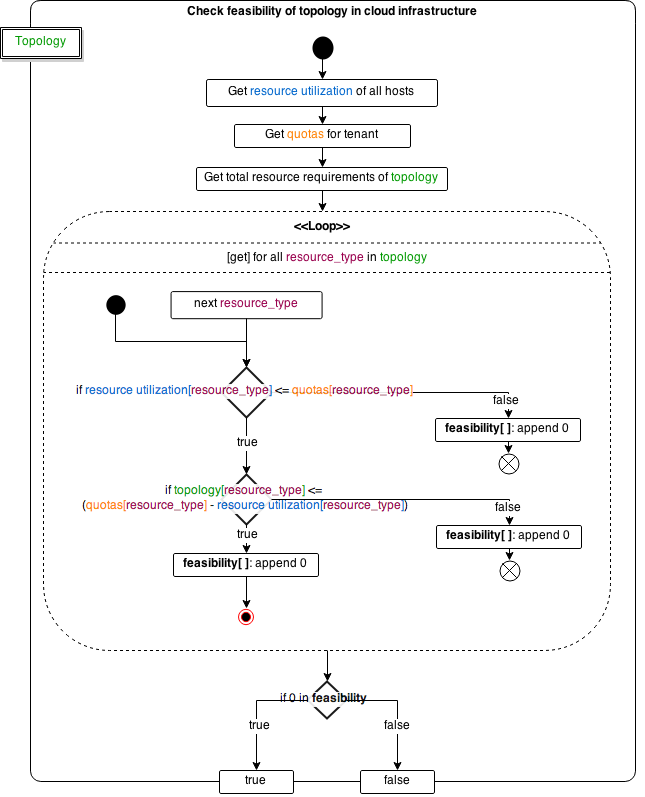 Check feasibility of topology in cloud infrastructure
Topology
Get resource utilization of all hosts
Get quotas for tenant
Get total resource requirements of topology
<<Loop>>
[get] for all resource_type in topology
next resource_type
if resource utilization[resource_type] <= quotas[resource_type]
false
feasibility[ ]: append 0
true
if topology[resource_type] <=
(quotas[resource_type] - resource utilization[resource_type])
false
true
feasibility[ ]: append 0
feasibility[ ]: append 0
if 0 in feasibility
true
false
true
false